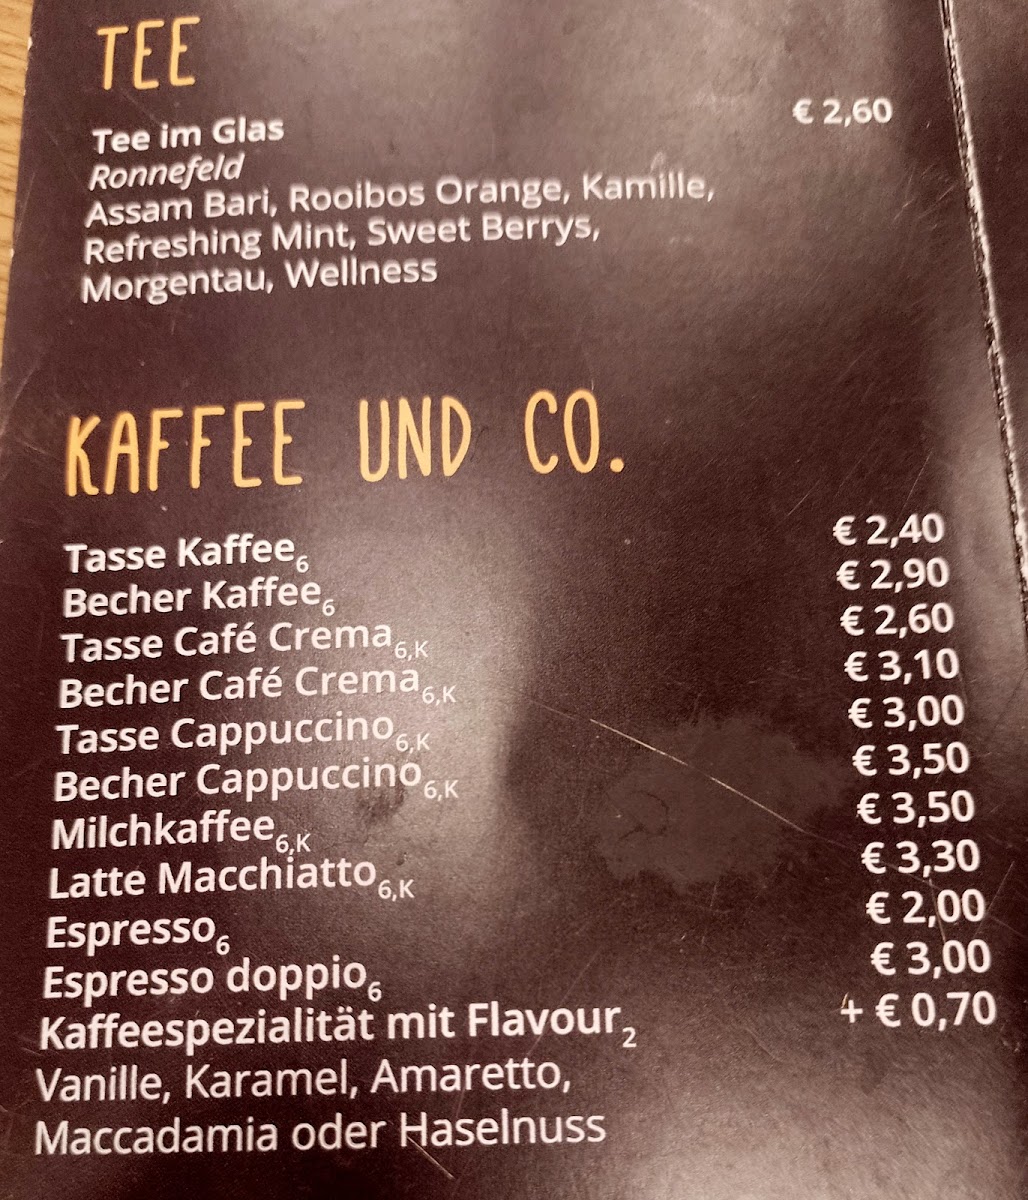 TEE
Tee im Glas € 2,60
Ronnefeld
Assam Bari, Rooibos Orange, Kamille,
Refreshing Mint, Sweet Berrys,
Morgentau, Wellness
KAFFEE UND CO.
Tasse Kaffee6 € 2,40
Becher Kaffee6 € 2,90
Tasse Café Crema6,K € 2,60
Becher Café Crema6,K € 3,10
Tasse Cappuccino6,K € 3,00
Becher Cappuccino6,K € 3,50
Milchkaffee6,K € 3,50
Latte Macchiatto6,K € 3,30
Espresso6 € 2,00
Espresso doppio6 € 3,00
Kaffeespezialität mit Flavour2 + € 0,70
Vanille, Karamel, Amaretto,
Maccadamia oder Haselnuss